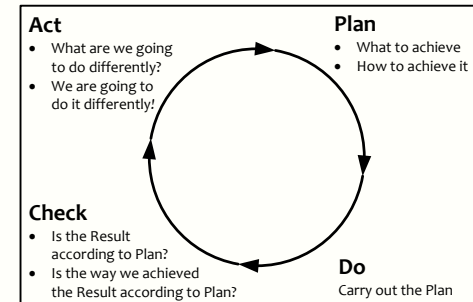 Act
• What are we going
to do differently?
• We are going to
do it differently!
Plan
• What to achieve
• How to achieve it
Check
• Is the Result
according to Plan?
• Is the way we achieved
the Result according to Plan?
Do
Carry out the Plan